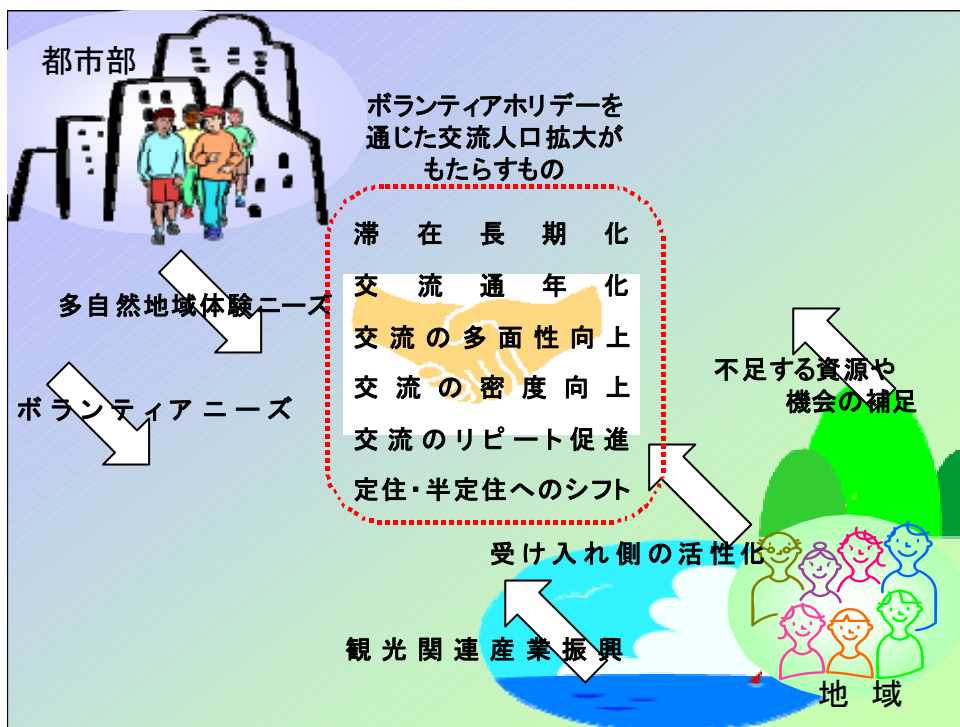 都市部
ボランティアホリデーを
通じた交流人口拡大が
もたらすもの
滞在長期化
交流通年化
交流の多面性向上
交流の密度向上
交流のリピート促進
定住・半定住へのシフト
多自然地域体験ニーズ
ボランティアニーズ
不足する資源や
機会の補足
受け入れ側の活性化
観光関連産業振興
地域